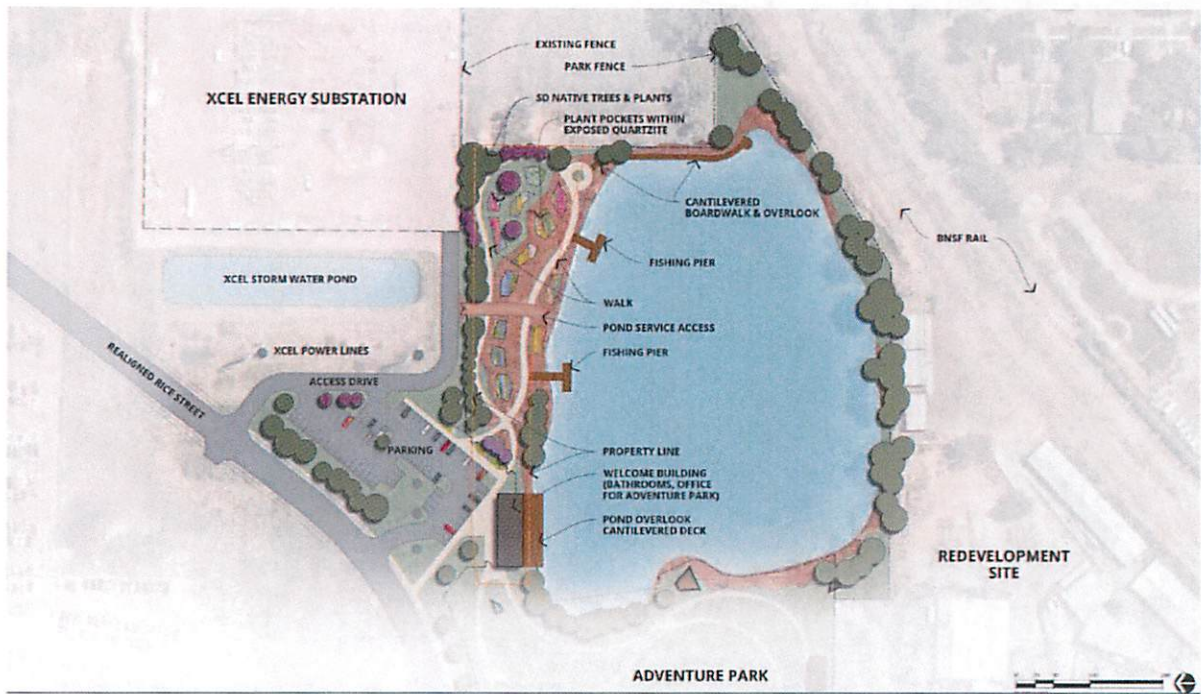 EXISTING FENCE
PARK FENCE
XCEL ENERGY SUBSTATION
SD NATIVE TREES & PLANTS
PLANT POCKETS WITHIN
EXPOSED QUARTZITE
CANTILEVERED
BOARDWALK & OVERLOOK
BNSF RAIL
FISHING PIER
XCEL STORM WATER POND
WALK
POND SERVICE ACCESS
XCEL POWER LINES
FISHING PIER
REALIGNED RICE STREET
ACCESS DRIVE
PARKING
PROPERTY LINE
WELCOME BUILDING
(BATHROOMS, OFFICE
FOR ADVENTURE PARK)
POND OVERLOOK
CANTILEVERED DECK
REDEVELOPMENT
SITE
ADVENTURE PARK